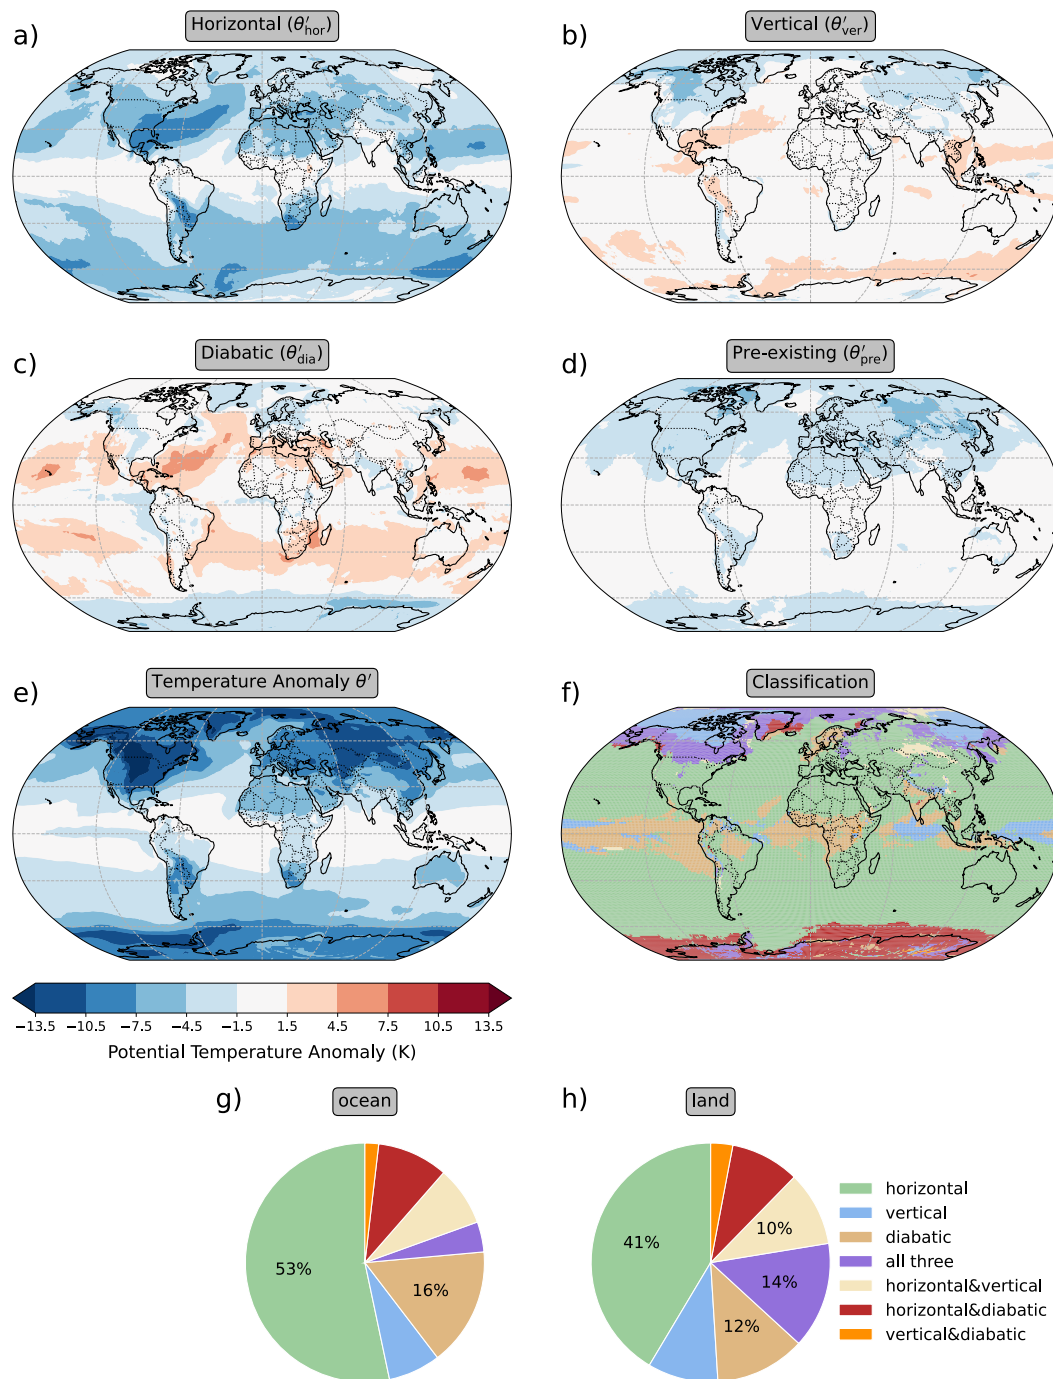 a)
Horizontal (θ′hor)
b)
Vertical (θ′ver)
c)
Diabatic (θ′dia)
d)
Pre-existing (θ′pre)
e)
Temperature Anomaly θ′
f)
Classification
−13.5 −10.5 −7.5 −4.5 −1.5 1.5 4.5 7.5 10.5 13.5
Potential Temperature Anomaly (K)
g)
ocean
53%
16%
h)
land
41%
10%
14%
12%
horizontal
vertical
diabatic
all three
horizontal&vertical
horizontal&diabatic
vertical&diabatic